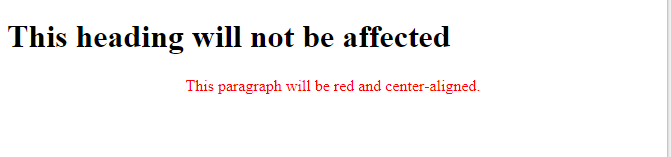 This heading will not be affected
This paragraph will be red and center-aligned.